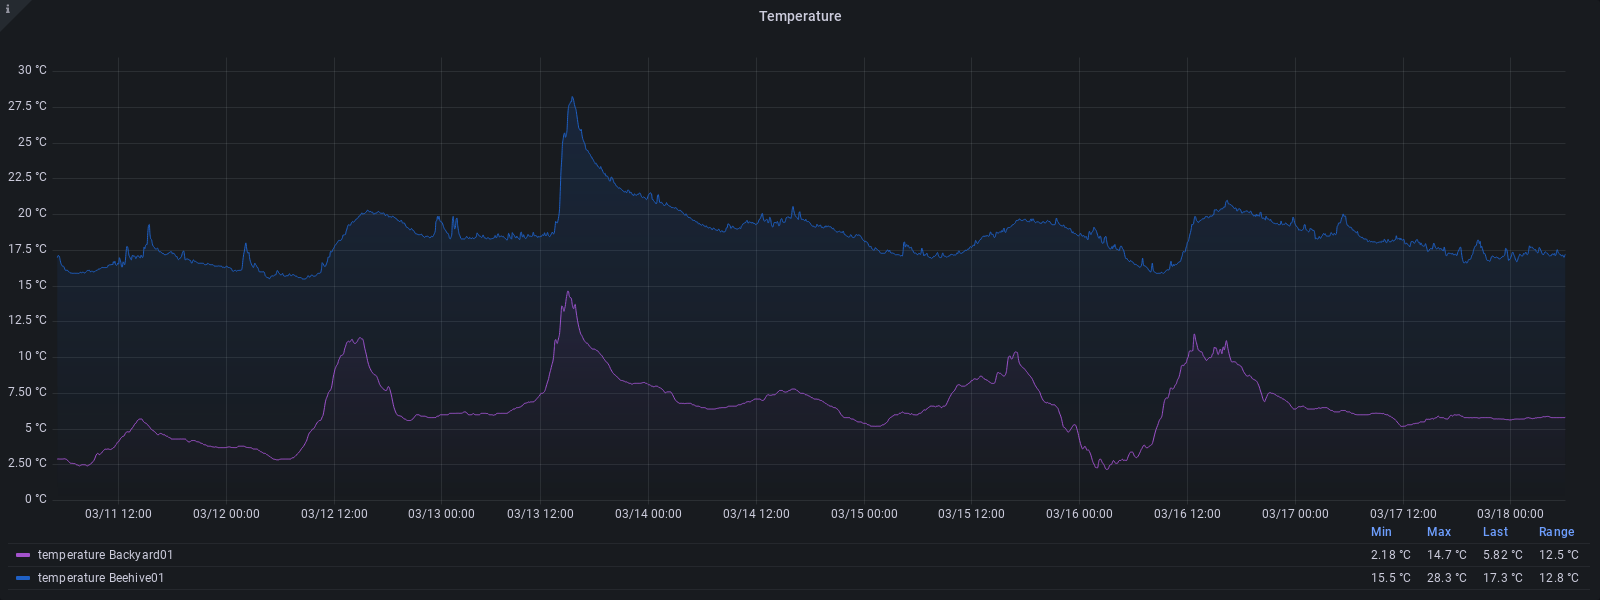 i
Temperature
30 °C
27.5 °C
25 °C
22.5 °C
20 °C
17.5 °C
15 °C
12.5 °C
10 °C
7.50 °C
5 °C
2.50 °C
0 °C
03/11 12:00 03/12 00:00 03/12 12:00 03/13 00:00 03/13 12:00 03/14 00:00 03/14 12:00 03/15 00:00 03/15 12:00 03/16 00:00 03/16 12:00 03/17 00:00 03/17 12:00 03/18 00:00
Min Max Last Range
temperature Backyard01 2.18 °C 14.7 °C 5.82 °C 12.5 °C
temperature Beehive01 15.5 °C 28.3 °C 17.3 °C 12.8 °C